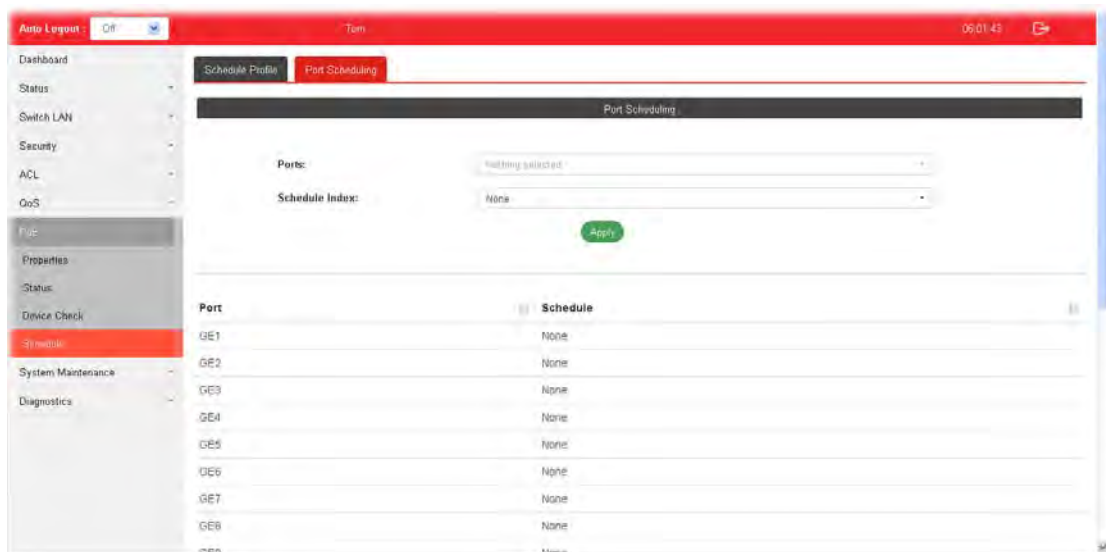 Auto Logout : Off Tom 06:01:43
Dashboard
Status
Switch LAN
Security
ACL
QoS
PoE
Properties
Status
Device Check
Schedule
System Maintenance
Diagnostics
Schedule Profile Port Scheduling
Port Scheduling
Ports: Nothing selected
Schedule Index: None
Apply
Port Schedule
GE1 None
GE2 None
GE3 None
GE4 None
GE5 None
GE6 None
GE7 None
GE8 None
GE9 None